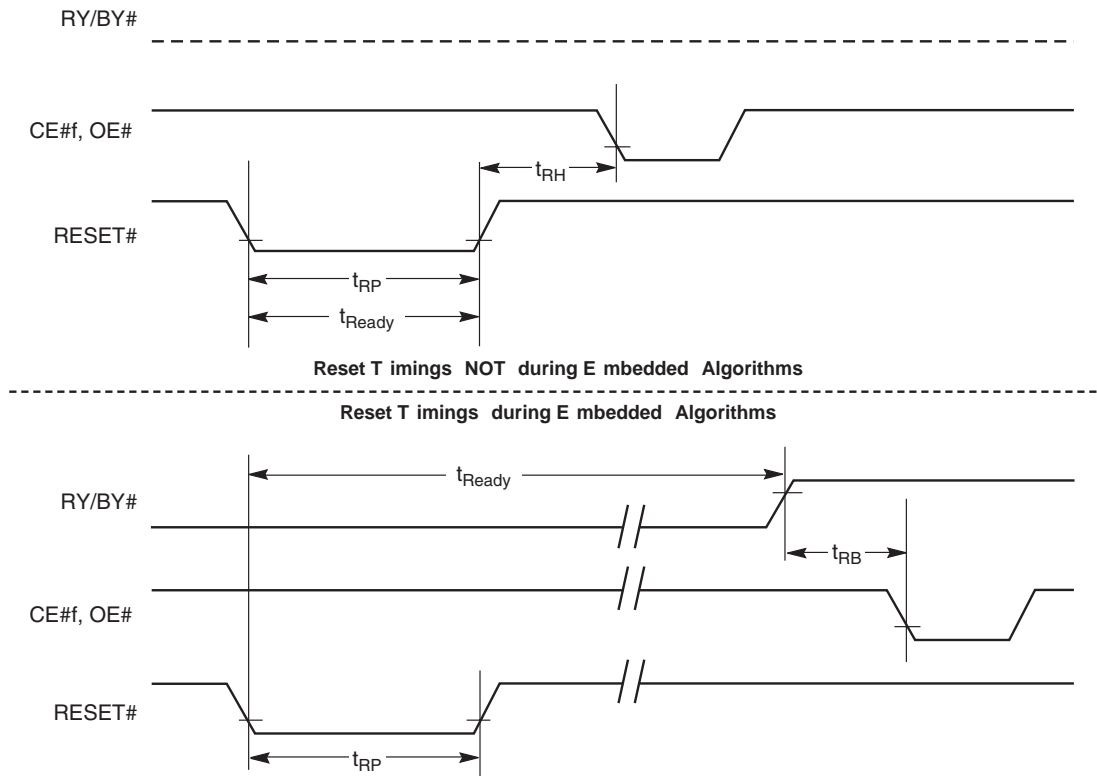 RY/BY#
CE#f, OE#
tRH
RESET#
tRP
tReady
Reset T imings NOT during E mbedded Algorithms
Reset T imings during E mbedded Algorithms
tReady
RY/BY#
tRB
CE#f, OE#
RESET#
tRP